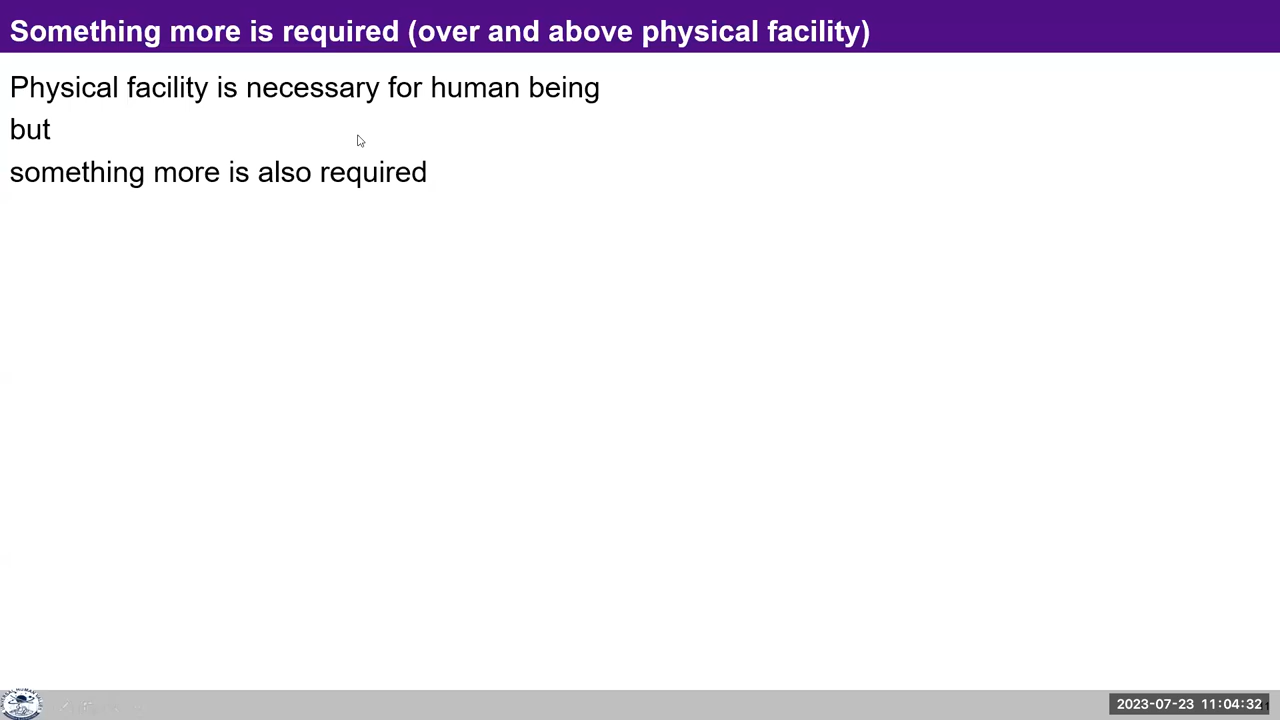 Something more is required (over and above physical facility)
Physical facility is necessary for human being
but
something more is also required
2023-07-23 11:04:32